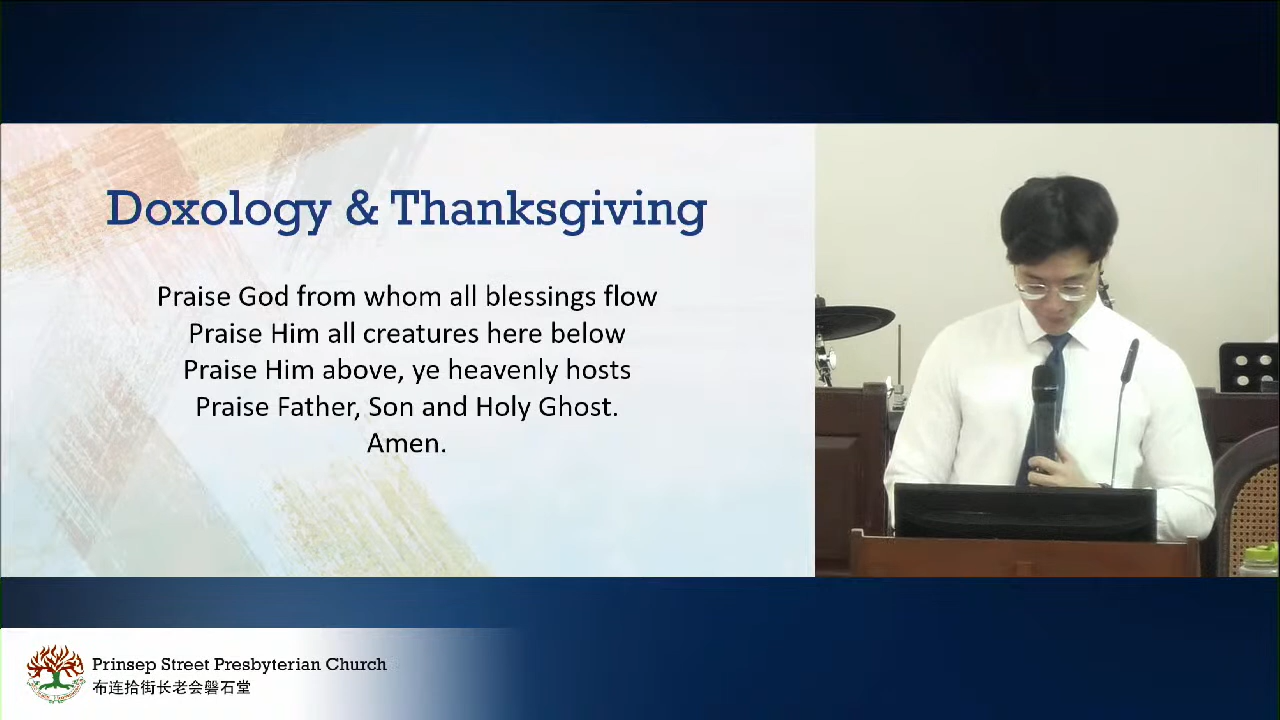 Doxology & Thanksgiving
Praise God from whom all blessings flow
Praise Him all creatures here below
Praise Him above, ye heavenly hosts
Praise Father, Son and Holy Ghost.
Amen.
Prinsep Street Presbyterian Church
布连拾街长老会磐石堂